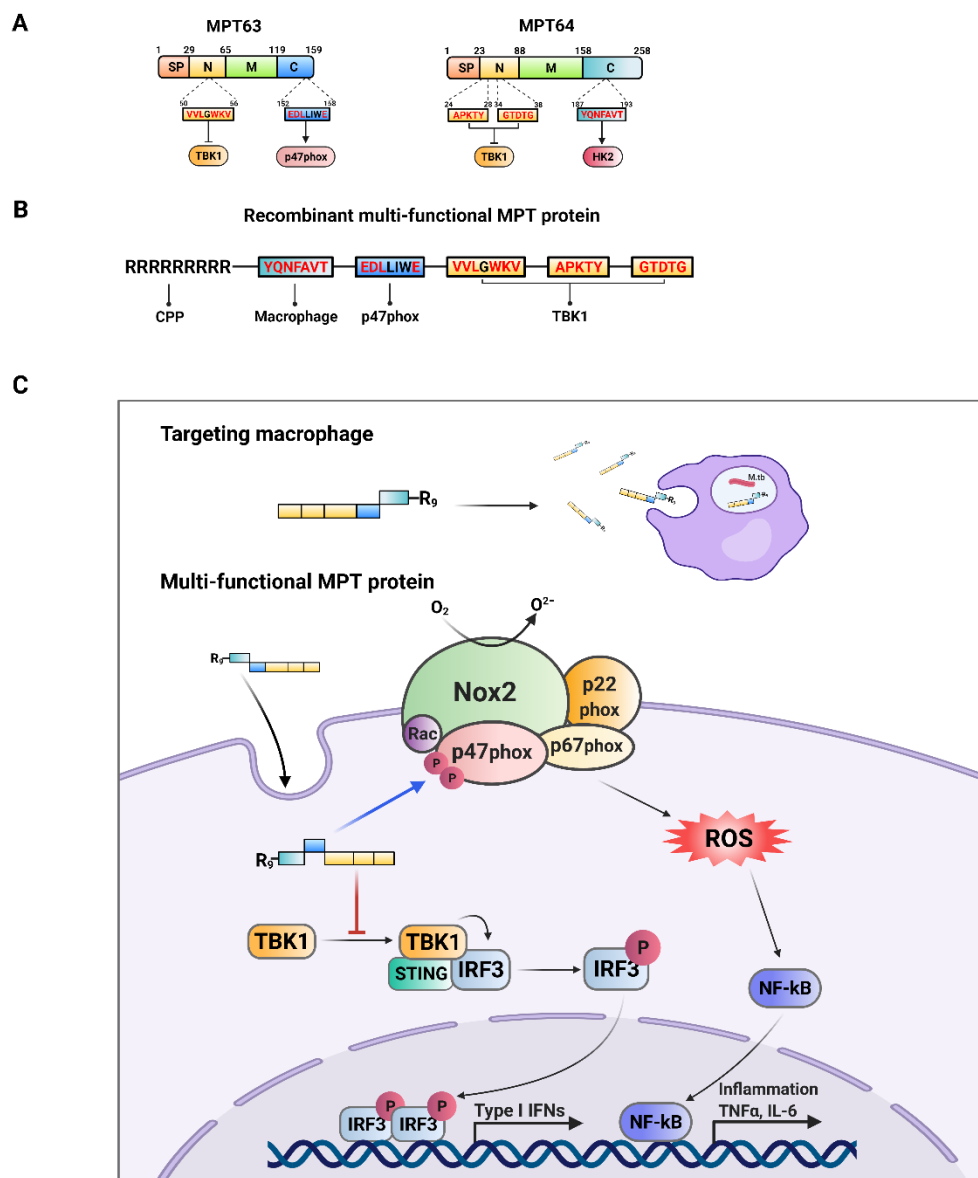 A
MPT63
1 29 65 119 159
SP N M C
50 56
VVLGWKV
TBK1
152 158
EDLLIWE
p47phox
MPT64
1 23 88 158 258
SP N M C
24 28 34 38
APKTY GTDTG
TBK1
187 193
YQNFAVT
HK2
B
Recombinant multi-functional MPT protein
RRRRRRRRR YQNFAVT EDLLIWE VVLGWKV APKTY GTDTG
CPP Macrophage p47phox TBK1
C
Targeting macrophage
R9
M.tb
Multi-functional MPT protein
O2 O2−
R9
Nox2
p22
phox
Rac
p47phox
p67phox
P
P
ROS
R9
TBK1
TBK1
STING
IRF3
IRF3
P
NF-kB
P P
IRF3 IRF3
Type I IFNs
NF-kB
Inflammation
TNFα, IL-6